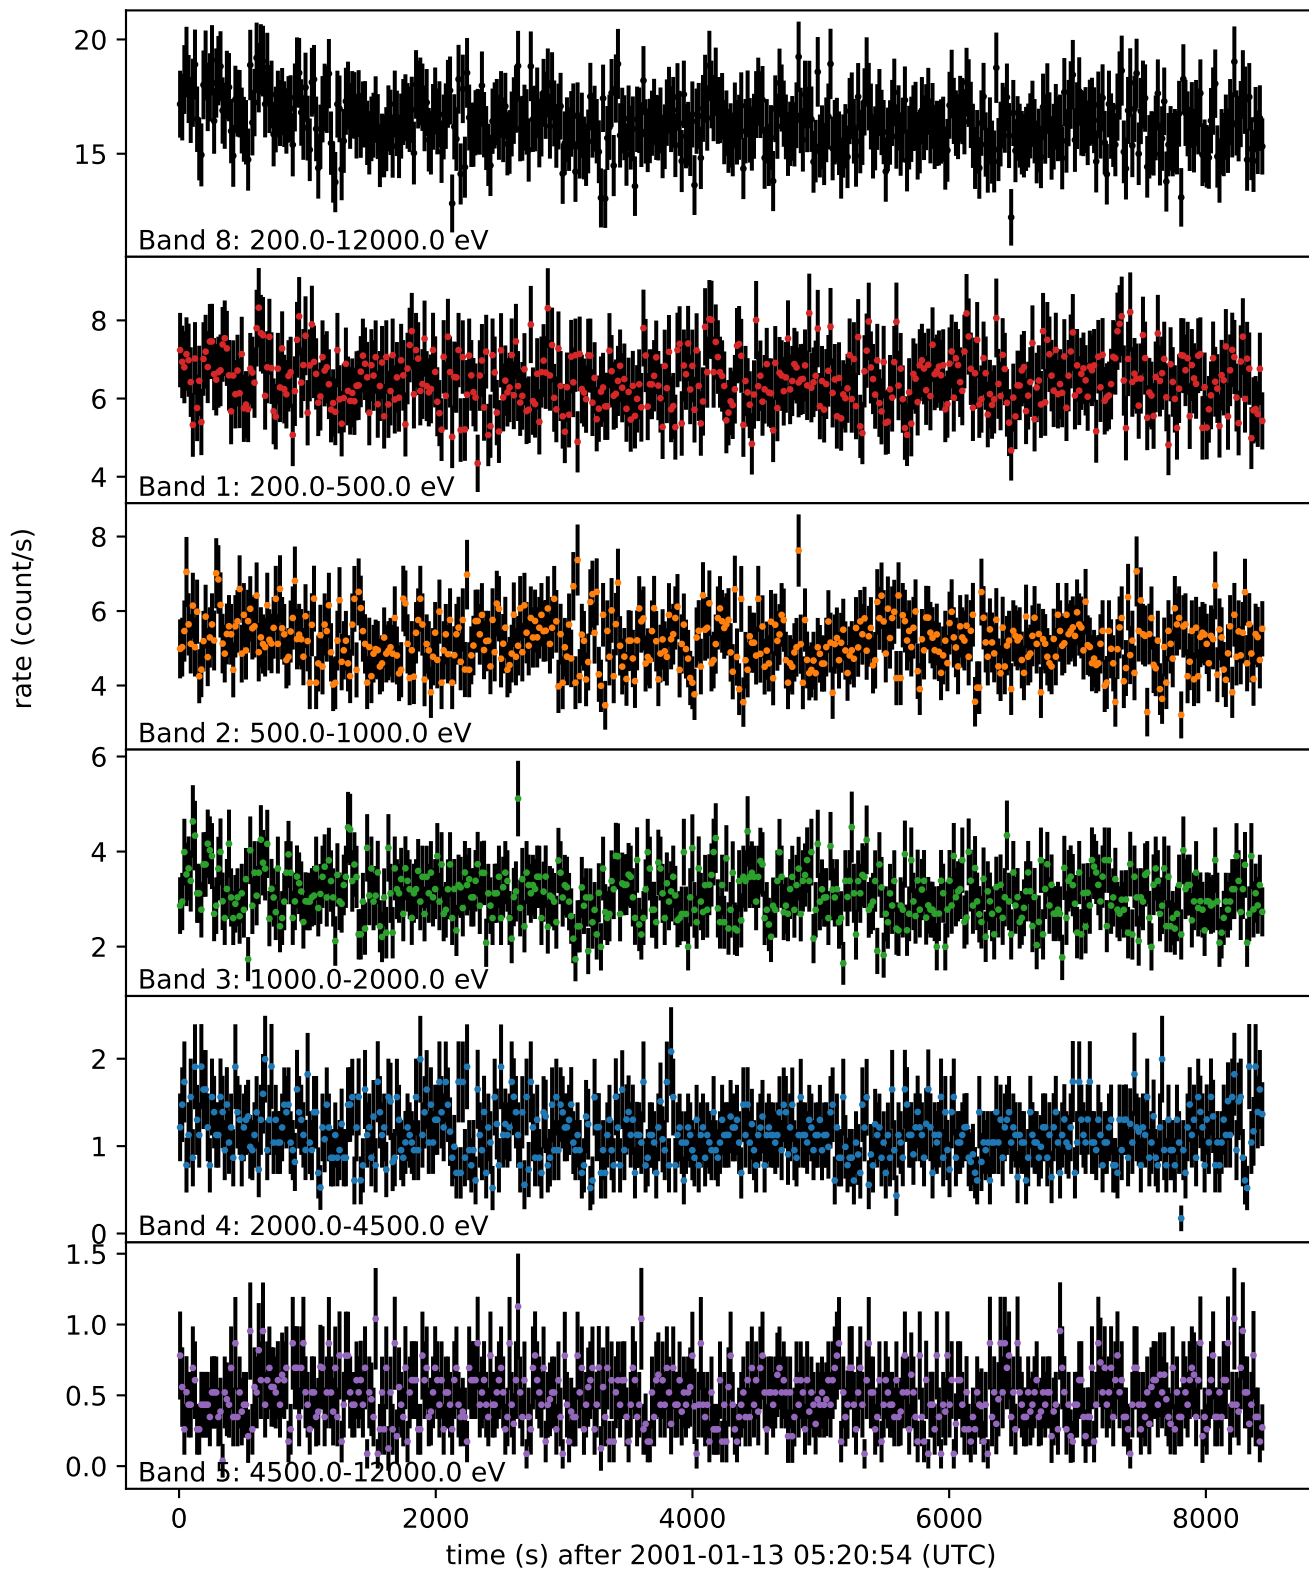 20
15
Band 8: 200.0-12000.0 eV
8
6
4
Band 1: 200.0-500.0 eV
rate (count/s)
8
6
4
Band 2: 500.0-1000.0 eV
6
4
2
Band 3: 1000.0-2000.0 eV
2
1
0
Band 4: 2000.0-4500.0 eV
1.5
1.0
0.5
0.0
Band 5: 4500.0-12000.0 eV
0 2000 4000 6000 8000
time (s) after 2001-01-13 05:20:54 (UTC)